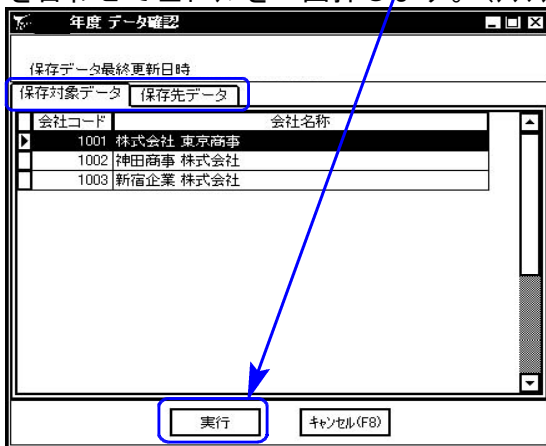 年度 データ確認
保存データ最終更新日時
保存対象データ 保存先データ
会社コード 会社名称
1001 株式会社 東京商事
1002 神田商事 株式会社
1003 新宿企業 株式会社
実行 キャンセル(F8)